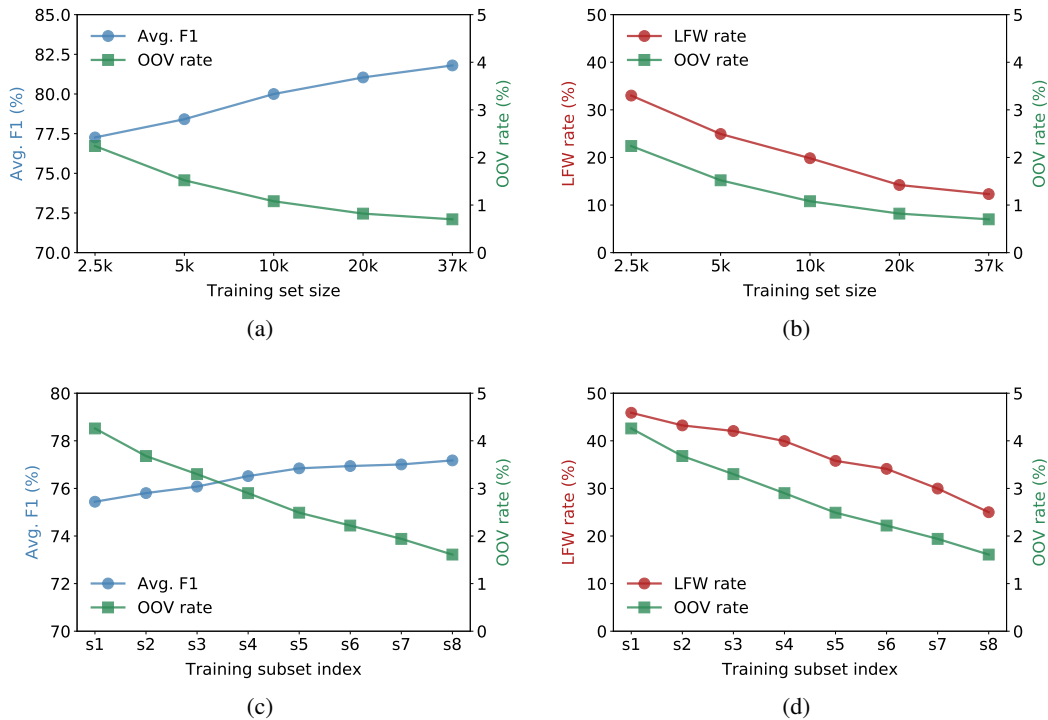 85.0
82.5
80.0
77.5
75.0
72.5
70.0
Avg. F1 (%)
5
4
3
2
1
0
OOV rate (%)
Avg. F1
OOV rate
2.5k 5k 10k 20k 37k
Training set size
(a)
50
40
30
20
10
0
LFW rate (%)
5
4
3
2
1
0
OOV rate (%)
LFW rate
OOV rate
2.5k 5k 10k 20k 37k
Training set size
(b)
80
78
76
74
72
70
Avg. F1 (%)
5
4
3
2
1
0
OOV rate (%)
Avg. F1
OOV rate
s1 s2 s3 s4 s5 s6 s7 s8
Training subset index
(c)
50
40
30
20
10
0
LFW rate (%)
5
4
3
2
1
0
OOV rate (%)
LFW rate
OOV rate
s1 s2 s3 s4 s5 s6 s7 s8
Training subset index
(d)